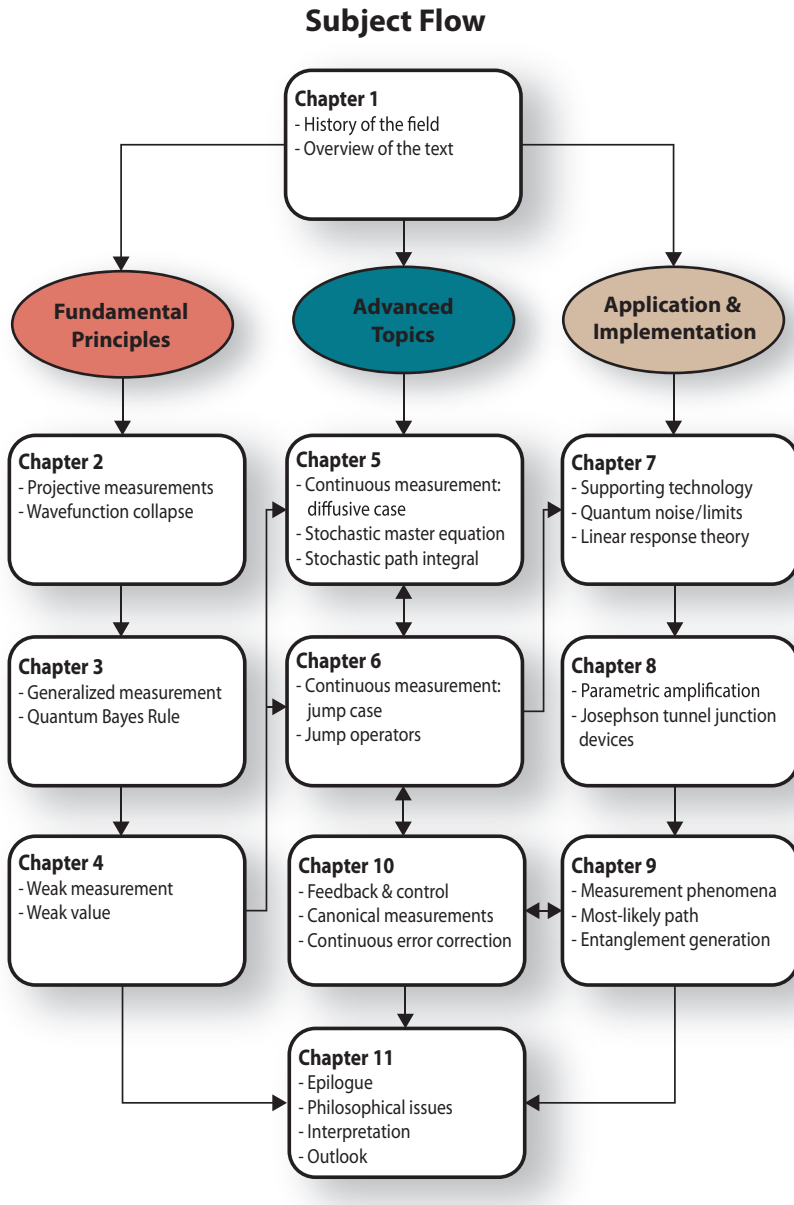 Subject Flow
Chapter 1
- History of the field
- Overview of the text
Fundamental
Principles
Advanced
Topics
Application &
Implementation
Chapter 2
- Projective measurements
- Wavefunction collapse
Chapter 5
- Continuous measurement:
diffusive case
- Stochastic master equation
- Stochastic path integral
Chapter 7
- Supporting technology
- Quantum noise/limits
- Linear response theory
Chapter 3
- Generalized measurement
- Quantum Bayes Rule
Chapter 6
- Continuous measurement:
jump case
- Jump operators
Chapter 8
- Parametric amplification
- Josephson tunnel junction
devices
Chapter 4
- Weak measurement
- Weak value
Chapter 10
- Feedback & control
- Canonical measurements
- Continuous error correction
Chapter 9
- Measurement phenomena
- Most-likely path
- Entanglement generation
Chapter 11
- Epilogue
- Philosophical issues
- Interpretation
- Outlook